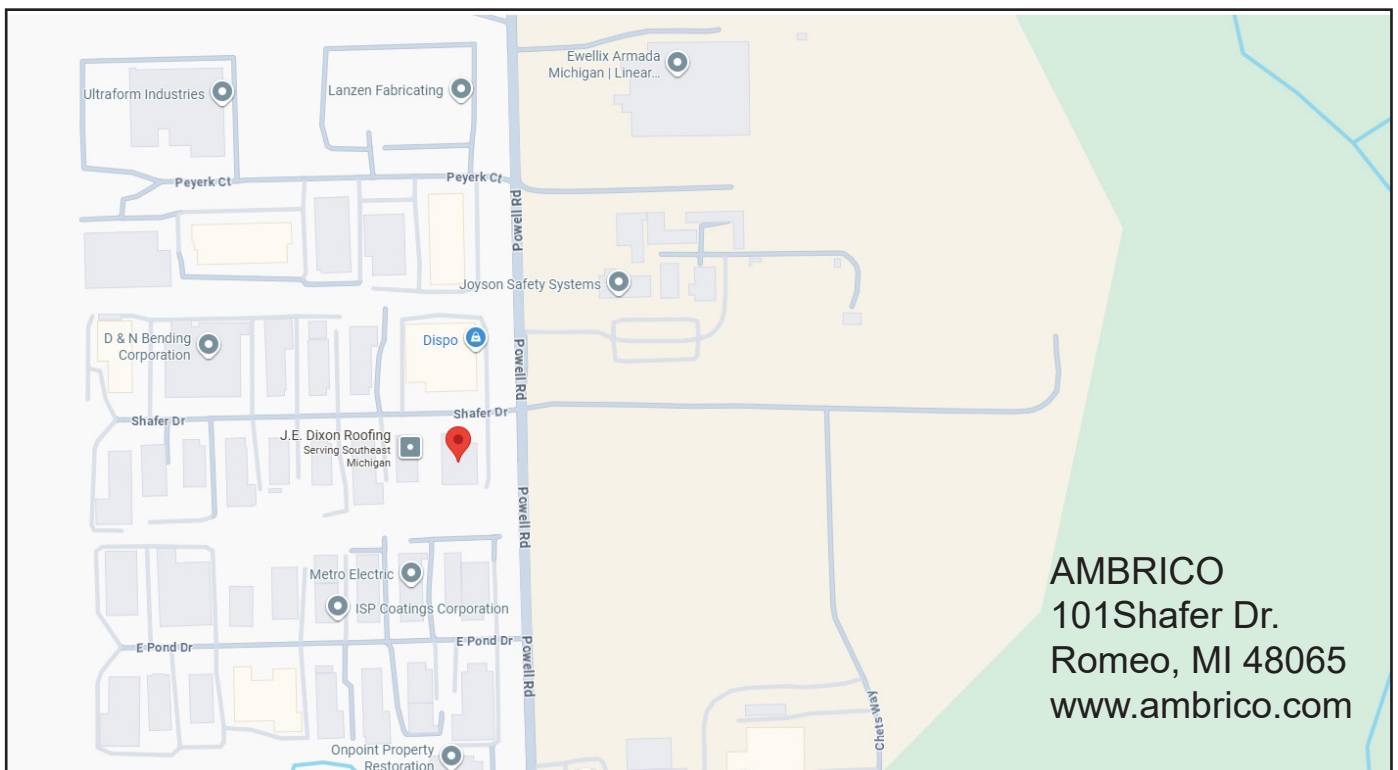 Ewellix Armada
Michigan | Linear...
Ultraform Industries
Lanzen Fabricating
Peyerk Ct
Peyerk Ct
Powell Rd
Joyson Safety Systems
D & N Bending
Corporation
Dispo
Powell Rd
Shafer Dr
Shafer Dr
J.E. Dixon Roofing
Serving Southeast
Michigan
Powell Rd
Metro Electric
ISP Coatings Corporation
E Pond Dr
E Pond Dr
Powell Rd
Chets Way
Onpoint Property
Restoration
AMBRICO
101Shafer Dr.
Romeo, MI 48065
www.ambrico.com